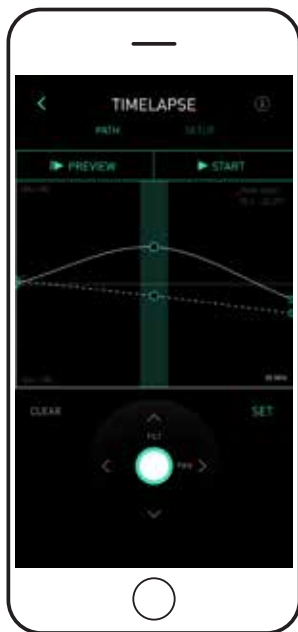 TIMELAPSE
PATH SETUP
PREVIEW START
CLEAR SET
TILT
PAN